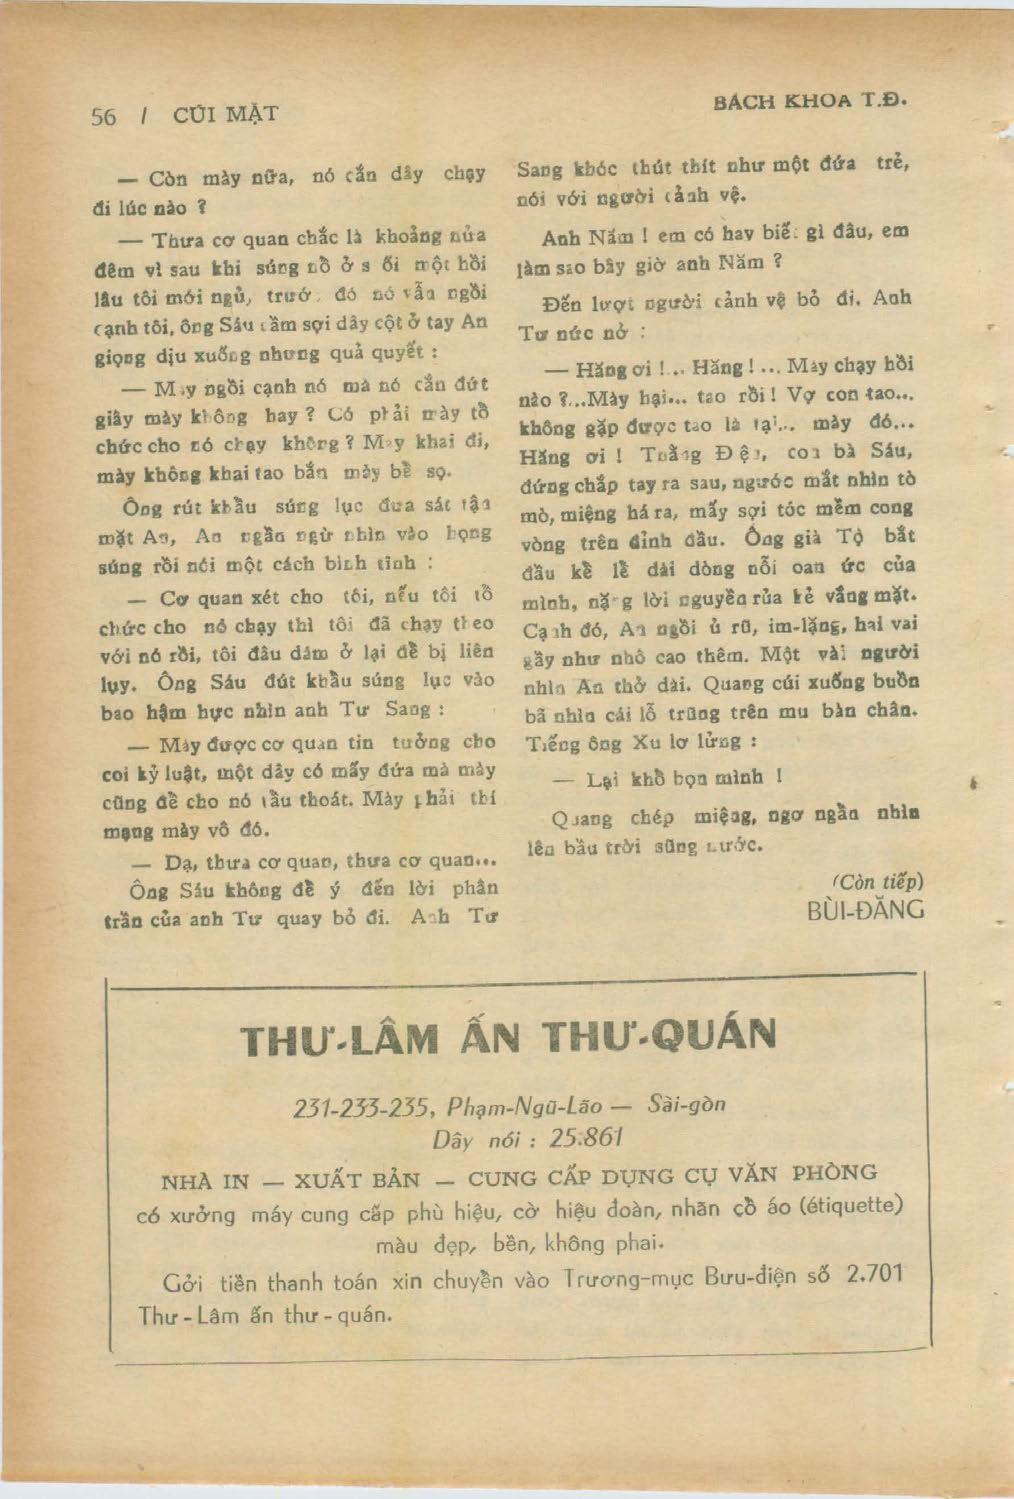 56 / CÚI MẶT
BÁCH KHOA T.Đ.
— Còn mày nữa, nó cắn dây chạy
đi lúc nào ?
— Thưa cơ quan chắc là khoảng nửa
đêm vì sau khi súng nổ ở suối một hồi
lâu tôi mới ngủ, trước đó nó vẫn ngồi
cạnh tôi, ông Sáu cầm sợi dây cột ở tay An
giọng dịu xuống nhưng quả quyết :
— Mày ngồi cạnh nó mà nó cắn đứt
giây mày không hay ? Có phải mày tổ
chức cho nó chạy không ? Mày khai đi,
mày không khai tao bắn mày bể sọ.
Ông rút khẩu súng lục đưa sát tận
mặt An, An ngần ngừ nhìn vào họng
súng rồi nói một cách bình tĩnh :
— Cơ quan xét cho tôi, nếu tôi tổ
chức cho nó chạy thì tôi đã chạy theo
với nó rồi, tôi đâu dám ở lại để bị liên
lụy. Ông Sáu đút khẩu súng lục vào
bao hậm hực nhìn anh Tư Sang :
— Mày được cơ quan tin tưởng cho
coi kỷ luật, một dây có mấy đứa mà mày
cũng để cho nó tẩu thoát. Mày phải thí
mạng mày vô đó.
— Dạ, thưa cơ quan, thưa cơ quan...
Ông Sáu không để ý đến lời phân
trần của anh Tư quay bỏ đi. Anh Tư
Sang khóc thút thít như một đứa trẻ,
nói với người cảnh vệ.
Anh Năm ! em có hay biết gì đâu, em
làm sao bây giờ anh Năm ?
Đến lượt người cảnh vệ bỏ đi. Anh
Tư nức nở :
— Hăng ơi !... Hăng ! ... Mày chạy hồi
nào ?...Mày hại... tao rồi ! Vợ con tao...
không gặp được tao là tại... mày đó...
Hăng ơi ! Thằng Đệ, con bà Sáu,
đứng chắp tay ra sau, ngước mắt nhìn tò
mò, miệng há ra, mấy sợi tóc mềm cong
vòng trên đỉnh đầu. Ông già Tộ bắt
đầu kể lể dài dòng nỗi oan ức của
mình, nặng lời nguyền rủa kẻ vắng mặt.
Cạnh đó, An ngồi ủ rũ, im-lặng, hai vai
gầy như nhô cao thêm. Một vài người
nhìn An thở dài. Quang cúi xuống buồn
bã nhìn cái lỗ trũng trên mu bàn chân.
Tiếng ông Xu lơ lửng :
— Lại khổ bọn mình !
Quang chép miệng, ngơ ngẩn nhìn
lên bầu trời sũng nước.
(Còn tiếp)
BÙI-ĐĂNG
THƯ-LÂM ẤN THƯ-QUÁN
231-233-235, Phạm-Ngũ-Lão — Sài-gòn
Dây nói : 25.861
NHÀ IN — XUẤT BẢN — CUNG CẤP DỤNG CỤ VĂN PHÒNG
có xưởng máy cung cấp phù hiệu, cờ hiệu đoàn, nhãn cổ áo (étiquette)
màu đẹp, bền, không phai.
Gởi tiền thanh toán xin chuyển vào Trương-mục Bưu-điện số 2.701
Thư - Lâm ấn thư - quán.